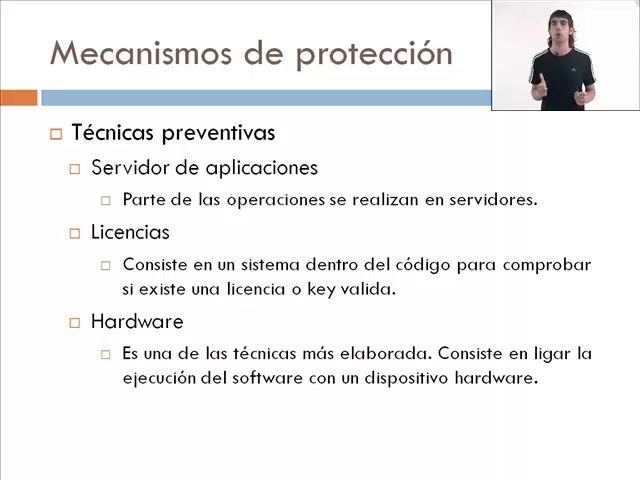 Mecanismos de protección
Técnicas preventivas
Servidor de aplicaciones
Parte de las operaciones se realizan en servidores.
Licencias
Consiste en un sistema dentro del código para comprobar
si existe una licencia o key valida.
Hardware
Es una de las técnicas más elaborada. Consiste en ligar la
ejecución del software con un dispositivo hardware.